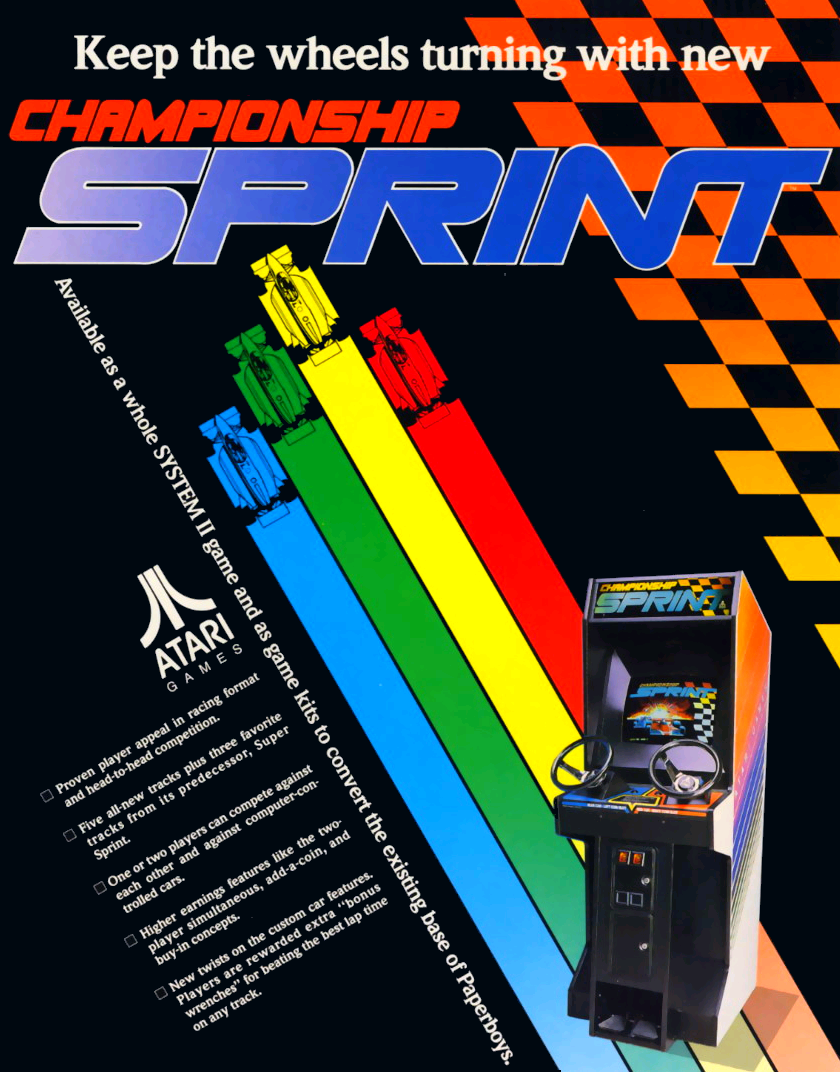 Keep the wheels turning with new
CHAMPIONSHIP
SPRINT
Available as a whole SYSTEM II game and as game kits to convert the existing base of Paperboys.
ATARI
GAMES
□ Proven player appeal in racing format
and head-to-head competition.
□ Five all-new tracks plus three favorite
tracks from its predecessor, Super
Sprint.
□ One or two players can compete against
each other and against computer-con-
trolled cars.
□ Higher earnings features like the two-
player simultaneous, add-a-coin, and
buy-in concepts.
□ New twists on the custom car features.
Players are rewarded extra "bonus
wrenches" for beating the best lap time
on any track.
CHAMPIONSHIP
SPRINT
CHAMPIONSHIP
SPRINT